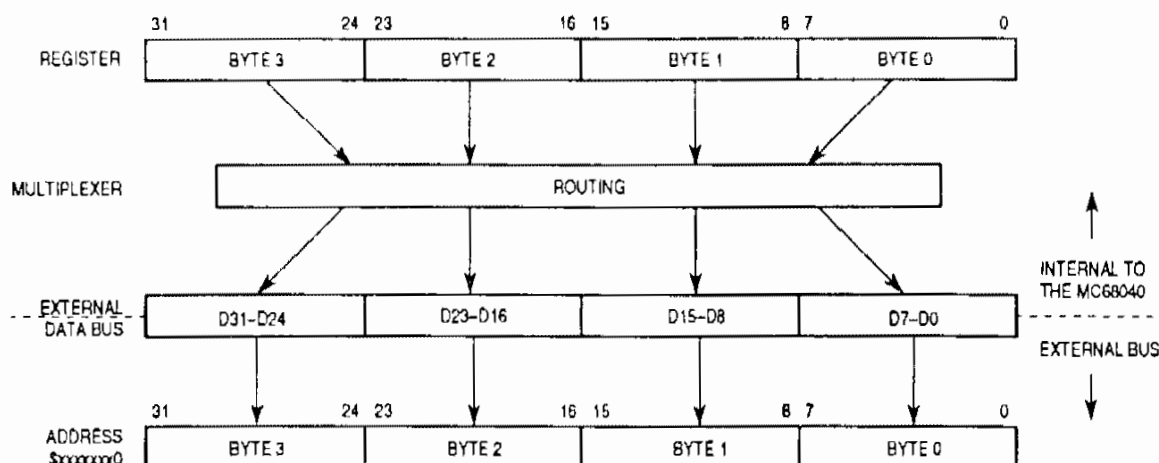 31 24 23 16 15 8 7 0
REGISTER BYTE 3 BYTE 2 BYTE 1 BYTE 0
MULTIPLEXER ROUTING
INTERNAL TO
THE MC68040
EXTERNAL
DATA BUS D31–D24 D23–D16 D15–D8 D7–D0
EXTERNAL BUS
31 24 23 16 15 8 7 0
ADDRESS
$xxxxxxx0 BYTE 3 BYTE 2 BYTE 1 BYTE 0